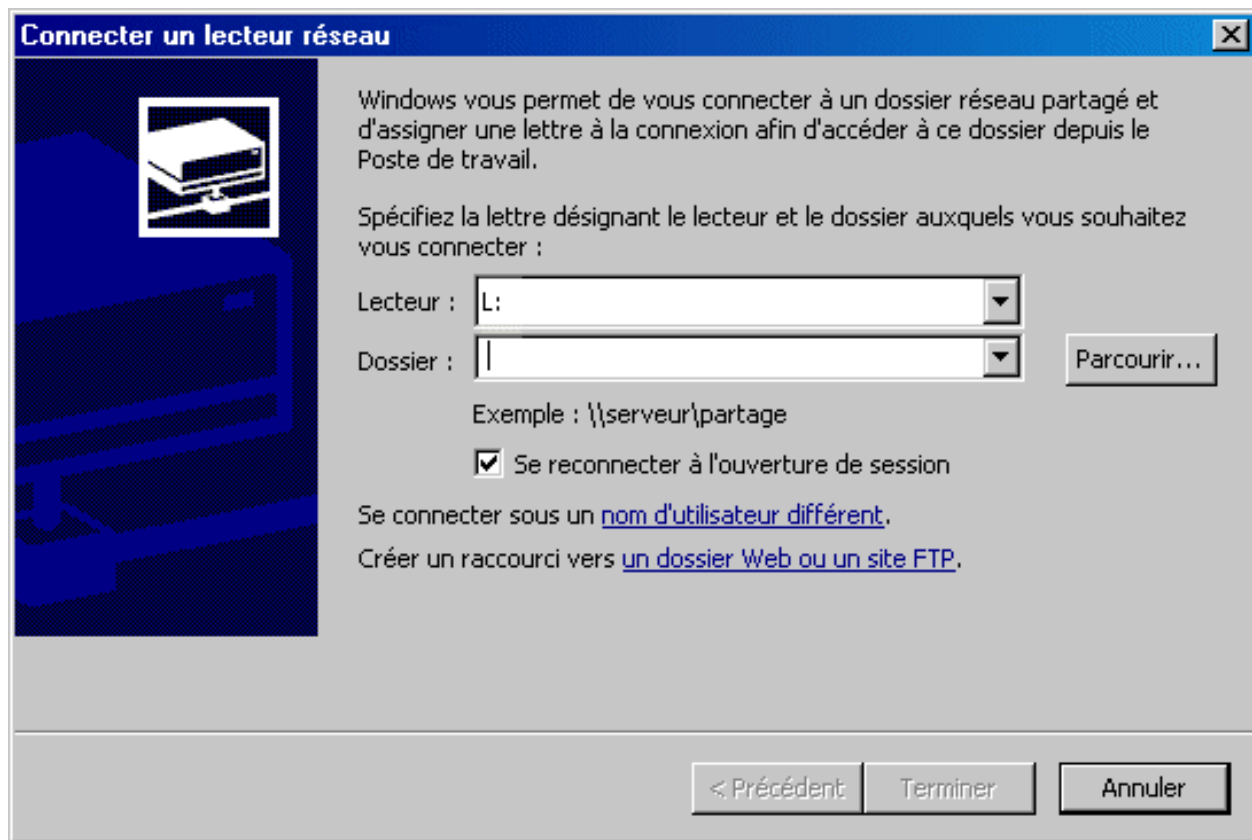 Connecter un lecteur réseau
Windows vous permet de vous connecter à un dossier réseau partagé et
d'assigner une lettre à la connexion afin d'accéder à ce dossier depuis le
Poste de travail.
Spécifiez la lettre désignant le lecteur et le dossier auxquels vous souhaitez
vous connecter :
Lecteur : L:
Dossier : Parcourir...
Exemple : \\serveur\partage
Se reconnecter à l'ouverture de session
Se connecter sous un nom d'utilisateur différent.
Créer un raccourci vers un dossier Web ou un site FTP.
< Précédent Terminer Annuler